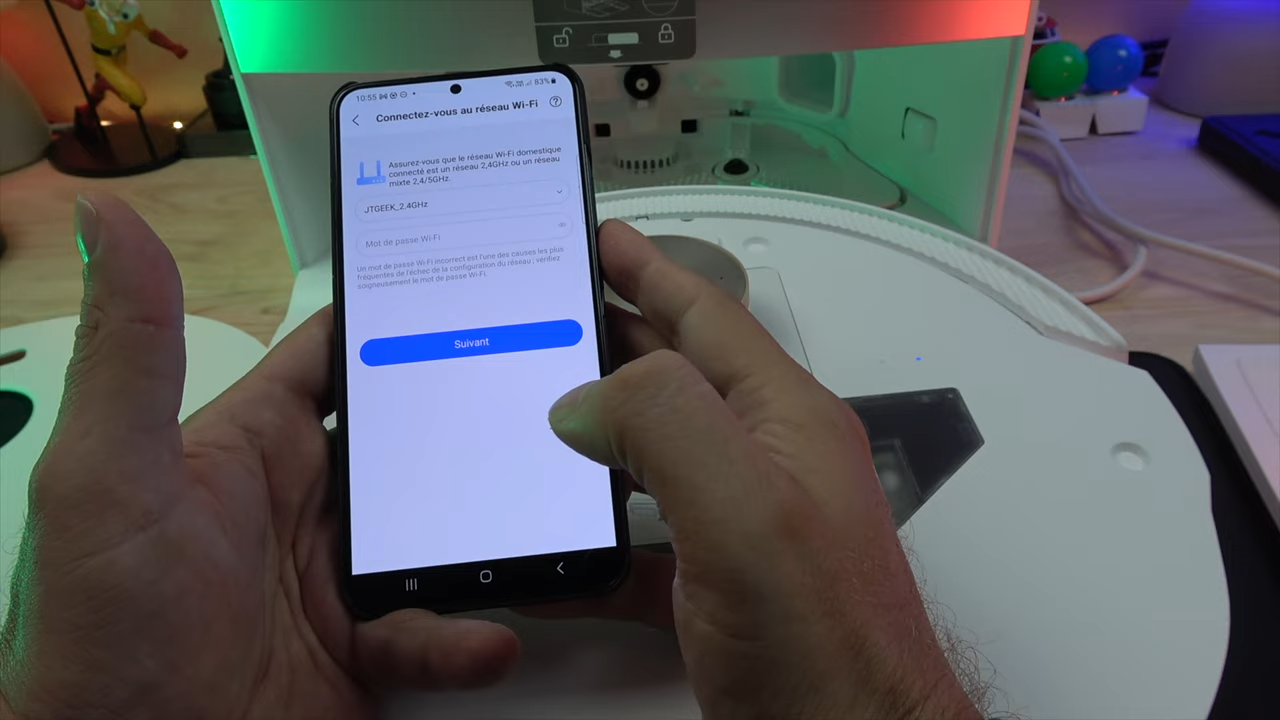 10:55
83%
Connectez-vous au réseau Wi-Fi
Assurez-vous que le réseau Wi-Fi domestique
connecté est un réseau 2,4GHz ou un réseau
mixte 2,4/5GHz.
JTGEEK_2.4GHz
Mot de passe Wi-Fi
Un mot de passe Wi-Fi incorrect est l'une des causes les plus
fréquentes de l'échec de la configuration du réseau ; vérifiez
soigneusement le mot de passe Wi-Fi.
Suivant